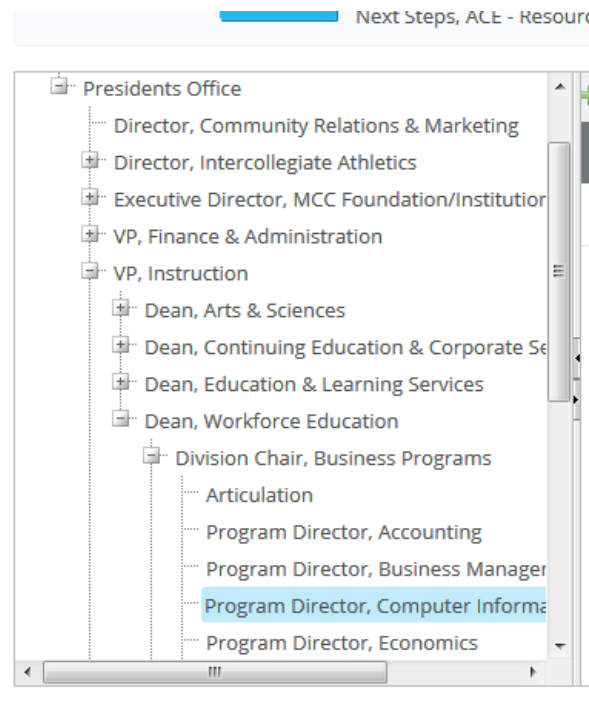 Next Steps, ACE - Resour
Presidents Office
Director, Community Relations & Marketing
Director, Intercollegiate Athletics
Executive Director, MCC Foundation/Institution
VP, Finance & Administration
VP, Instruction
Dean, Arts & Sciences
Dean, Continuing Education & Corporate Se
Dean, Education & Learning Services
Dean, Workforce Education
Division Chair, Business Programs
Articulation
Program Director, Accounting
Program Director, Business Manager
Program Director, Computer Informa
Program Director, Economics